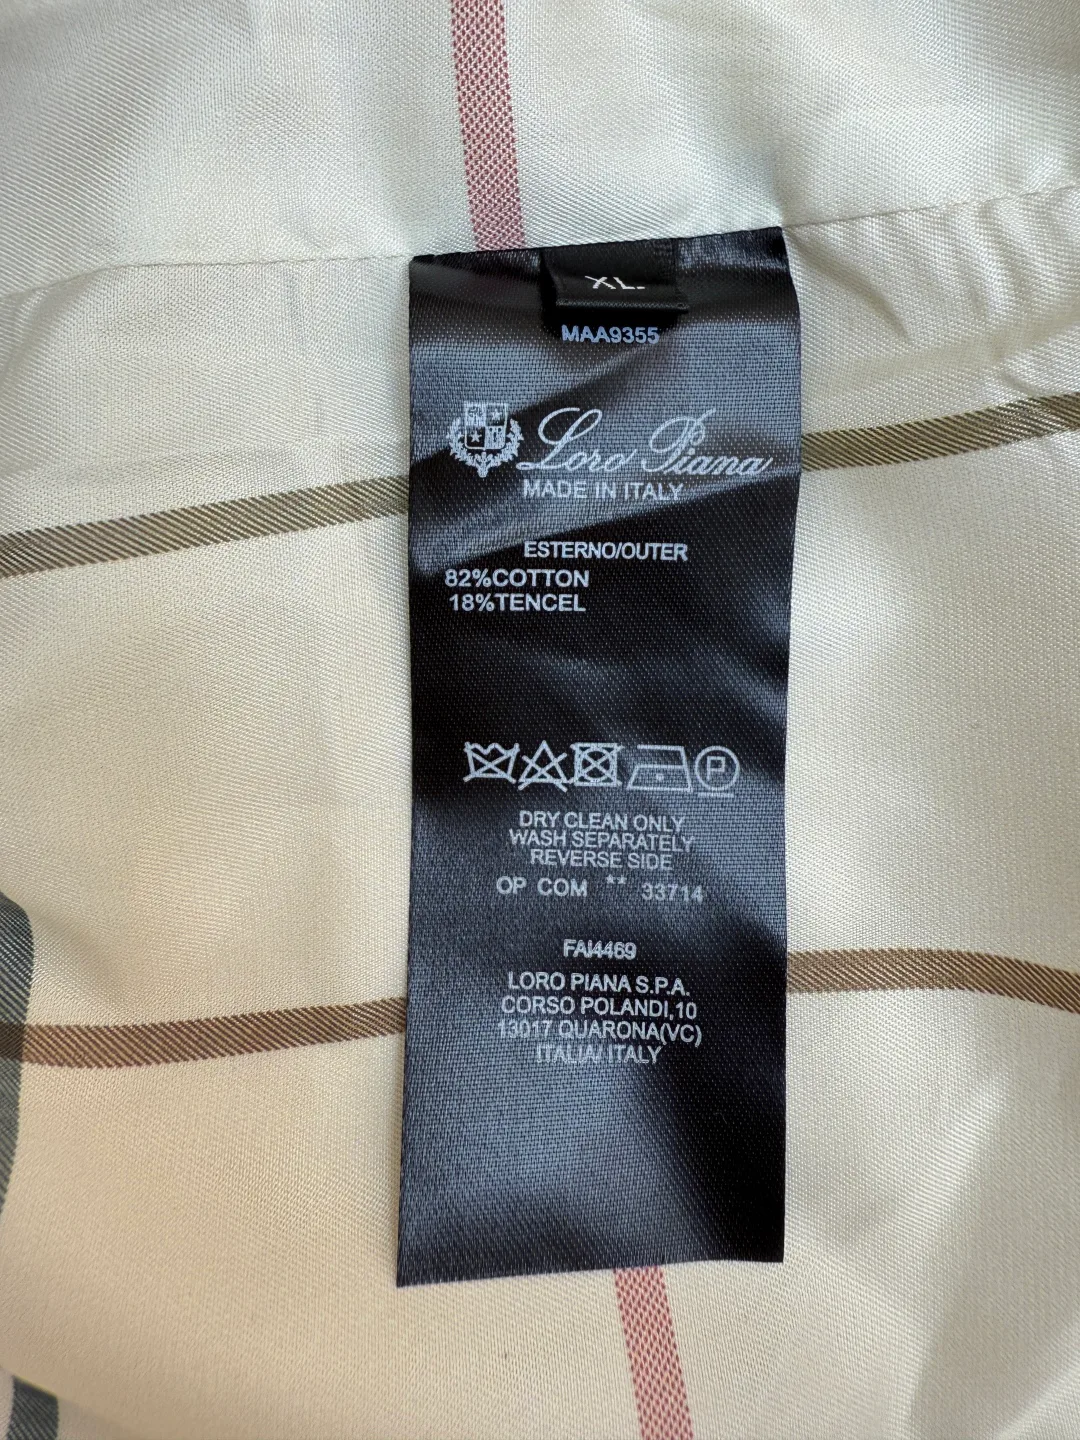 XL.
MAA9355
Loro Piana
MADE IN ITALY
ESTERNO/OUTER
82%COTTON
18%TENCEL
P
DRY CLEAN ONLY
WASH SEPARATELY
REVERSE SIDE
OP COM ** 33714
FAI4469
LORO PIANA S.P.A.
CORSO POLANDI,10
13017 QUARONA(VC)
ITALIA/ ITALY